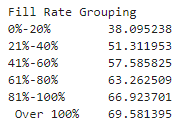 Fill Rate Grouping
0%-20% 38.095238
21%-40% 51.311953
41%-60% 57.585825
61%-80% 63.262509
81%-100% 66.923701
Over 100% 69.581395